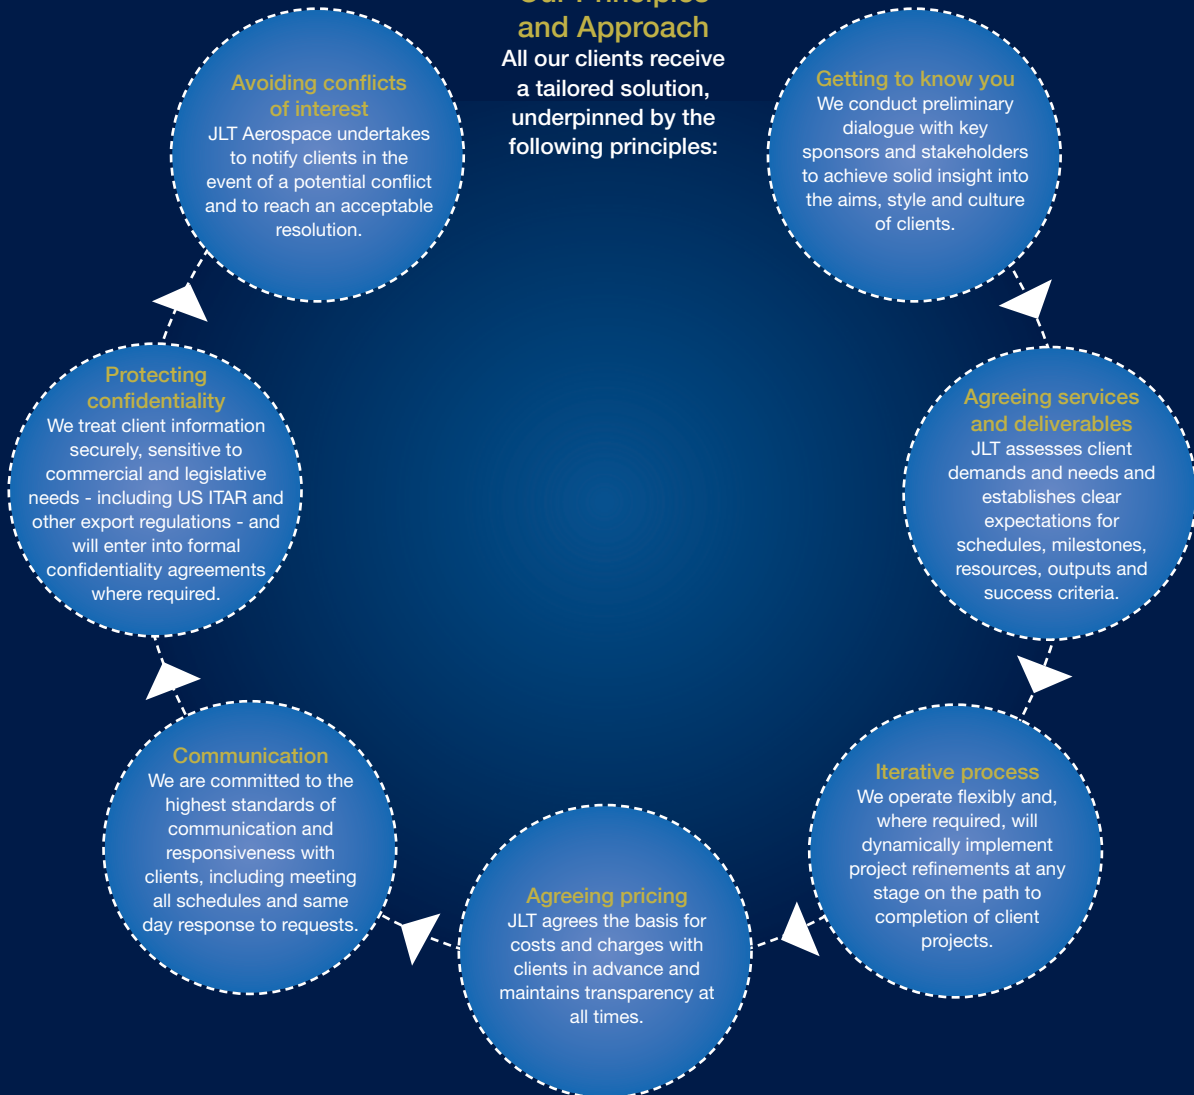 Our Principles
and Approach
All our clients receive
a tailored solution,
underpinned by the
following principles:
Getting to know you
We conduct preliminary
dialogue with key
sponsors and stakeholders
to achieve solid insight into
the aims, style and culture
of clients.
Agreeing services
and deliverables
JLT assesses client
demands and needs and
establishes clear
expectations for
schedules, milestones,
resources, outputs and
success criteria.
Iterative process
We operate flexibly and,
where required, will
dynamically implement
project refinements at any
stage on the path to
completion of client
projects.
Agreeing pricing
JLT agrees the basis for
costs and charges with
clients in advance and
maintains transparency at
all times.
Communication
We are committed to the
highest standards of
communication and
responsiveness with
clients, including meeting
all schedules and same
day response to requests.
Protecting
confidentiality
We treat client information
securely, sensitive to
commercial and legislative
needs - including US ITAR and
other export regulations - and
will enter into formal
confidentiality agreements
where required.
Avoiding conflicts
of interest
JLT Aerospace undertakes
to notify clients in the
event of a potential conflict
and to reach an acceptable
resolution.